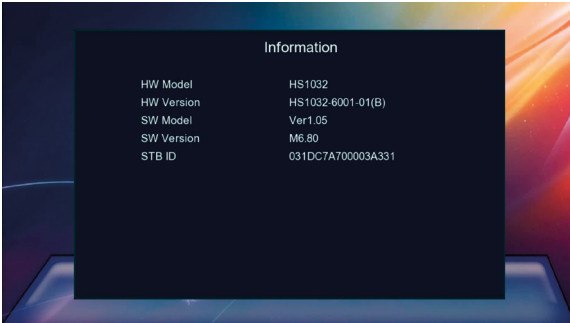 Information
HW Model HS1032
HW Version HS1032-6001-01(B)
SW Model Ver1.05
SW Version M6.80
STB ID 031DC7A700003A331